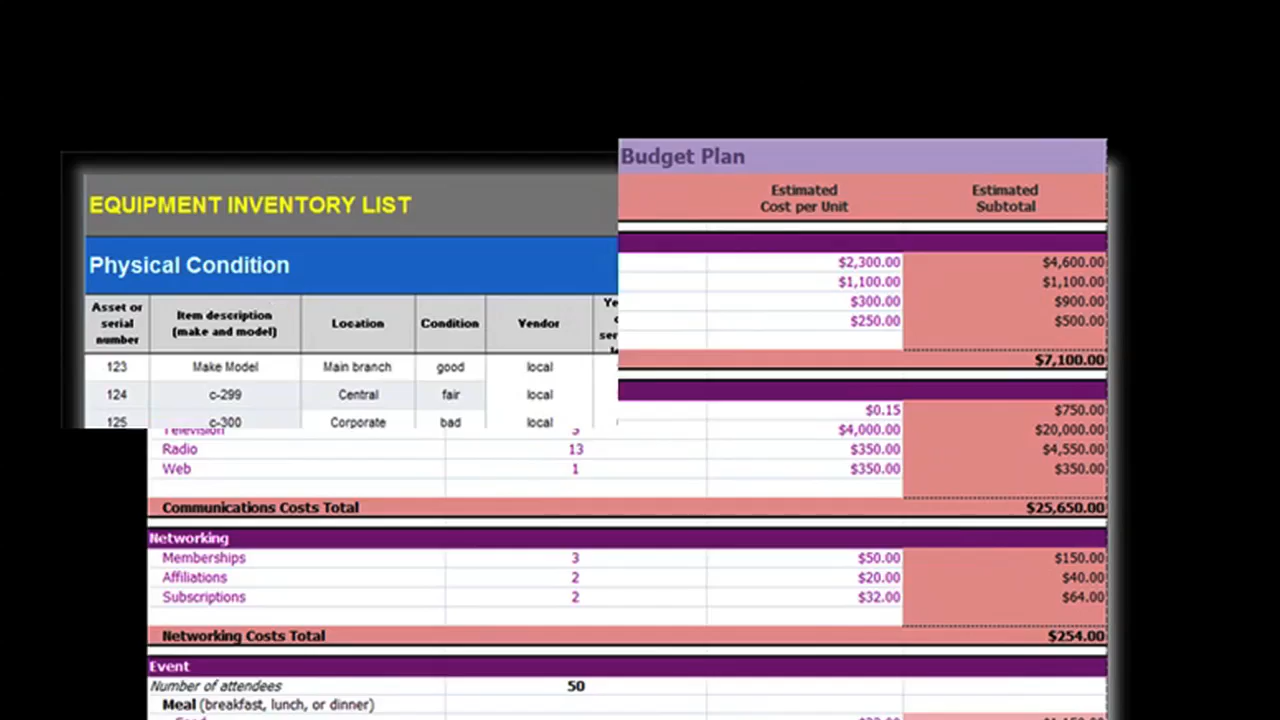 Budget Plan
Estimated Cost per Unit Estimated Subtotal
$2,300.00 $4,600.00
$1,100.00 $1,100.00
$300.00 $900.00
$250.00 $500.00
$7,100.00
$0.15 $750.00
EQUIPMENT INVENTORY LIST
Physical Condition
Asset or serial number Item description (make and model) Location Condition Vendor
123 Make Model Main branch good local
124 c-299 Central fair local
125 c-300 Corporate bad local
Television $4,000.00 $20,000.00
Radio 13 $350.00 $4,550.00
Web 1 $350.00 $350.00
Communications Costs Total $25,650.00
Networking
Memberships 3 $50.00 $150.00
Affiliations 2 $20.00 $40.00
Subscriptions 2 $32.00 $64.00
Networking Costs Total $254.00
Event
Number of attendees 50
Meal (breakfast, lunch, or dinner)